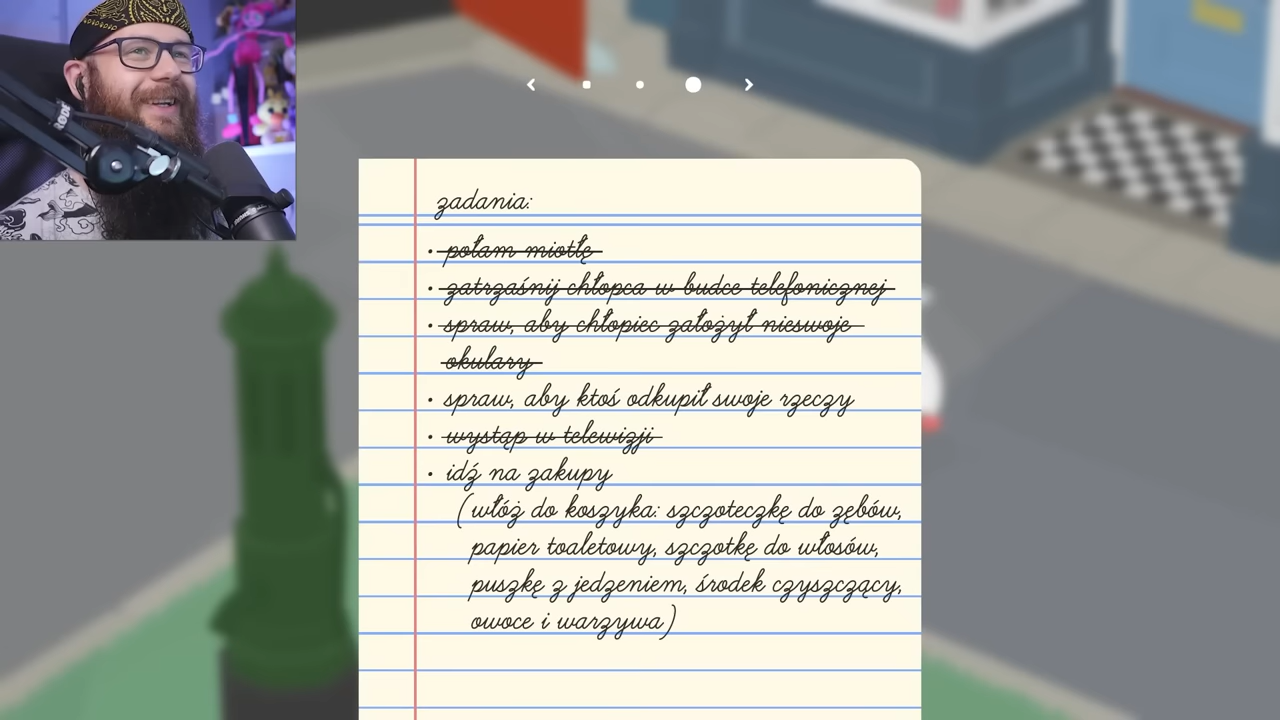 zadania:
• połam miotłę
• zatrzaśnij chłopca w budce telefonicznej
• spraw, aby chłopiec założył nieswoje
okulary
• spraw, aby ktoś odkupił swoje rzeczy
• wystąp w telewizji
• idź na zakupy
(włóż do koszyka: szczoteczkę do zębów,
papier toaletowy, szczotkę do włosów,
puszkę z jedzeniem, środek czyszczący,
owoce i warzywa)